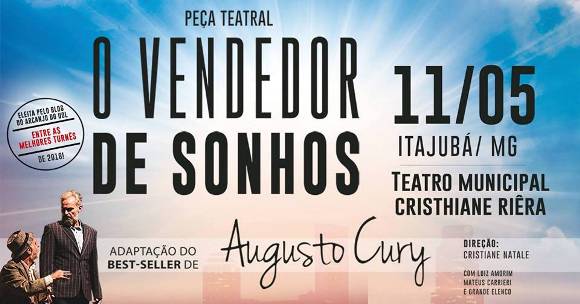 PEÇA TEATRAL
O VENDEDOR
DE SONHOS
ELEITA PELO BLOG
DO ARCANJO DO UOL
ENTRE AS
MELHORES TURNÊS
DE 2018!
11/05
ITAJUBÁ/ MG
TEATRO MUNICIPAL
CRISTHIANE RIÊRA
ADAPTAÇÃO DO
BEST-SELLER DE
Augusto Cury
DIREÇÃO:
CRISTIANE NATALE
COM LUIZ AMORIM
MATEUS CARRIERI
E GRANDE ELENCO